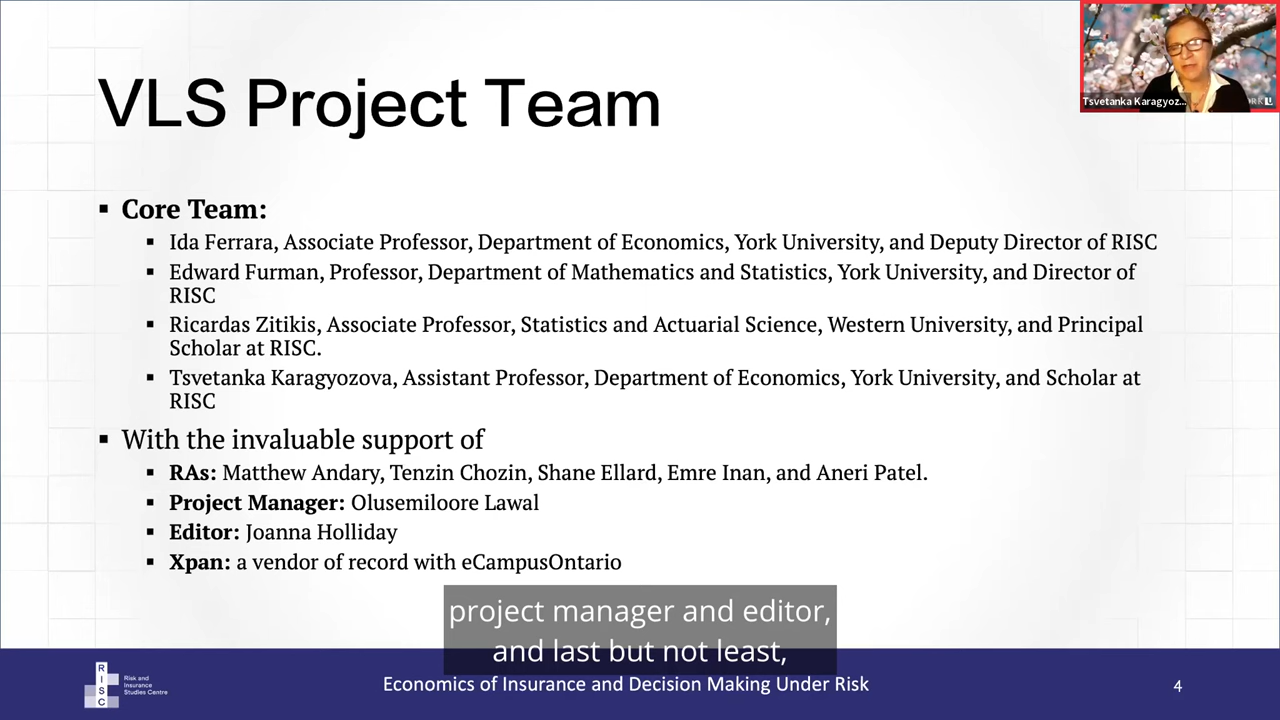 VLS Project Team
Tsvetanka Karagyoz...
▪ Core Team:
▪ Ida Ferrara, Associate Professor, Department of Economics, York University, and Deputy Director of RISC
▪ Edward Furman, Professor, Department of Mathematics and Statistics, York University, and Director of
RISC
▪ Ricardas Zitikis, Associate Professor, Statistics and Actuarial Science, Western University, and Principal
Scholar at RISC.
▪ Tsvetanka Karagyozova, Assistant Professor, Department of Economics, York University, and Scholar at
RISC
▪ With the invaluable support of
▪ RAs: Matthew Andary, Tenzin Chozin, Shane Ellard, Emre Inan, and Aneri Patel.
▪ Project Manager: Olusemiloore Lawal
▪ Editor: Joanna Holliday
▪ Xpan: a vendor of record with eCampusOntario
project manager and editor,
and last but not least,
RISC
Risk and
Insurance
Studies Centre
Economics of Insurance and Decision Making Under Risk
4